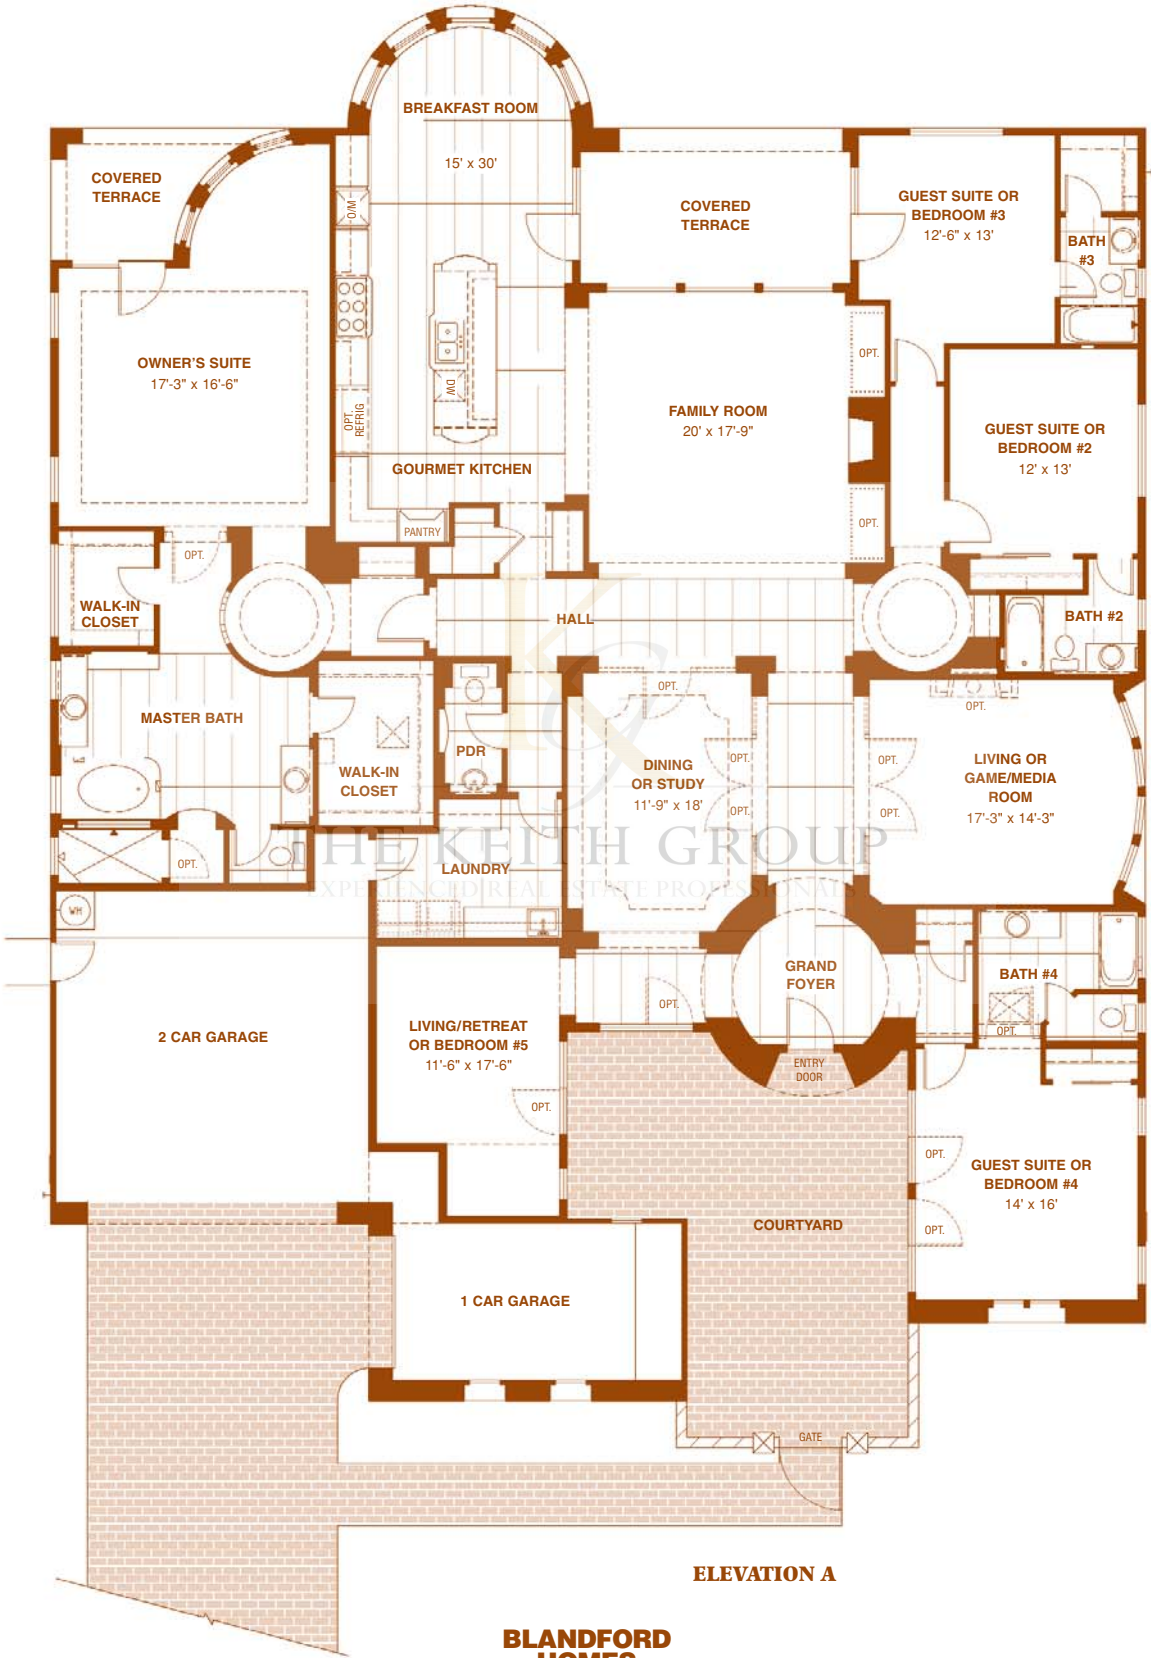 BREAKFAST ROOM
15' x 30'
COVERED
TERRACE
O/M
COVERED
TERRACE
GUEST SUITE OR
BEDROOM #3
12'-6" x 13'
BATH
#3
OWNER'S SUITE
17'-3" x 16'-6"
DW
OPT.
REFRIG
GOURMET KITCHEN
PANTRY
FAMILY ROOM
20' x 17'-9"
OPT.
OPT.
GUEST SUITE OR
BEDROOM #2
12' x 13'
OPT.
WALK-IN
CLOSET
HALL
BATH #2
MASTER BATH
WALK-IN
CLOSET
PDR
OPT.
DINING
OR STUDY
11'-9" x 18'
OPT.
OPT.
OPT.
OPT.
OPT.
LIVING OR
GAME/MEDIA
ROOM
17'-3" x 14'-3"
KG
THE KEITH GROUP
EXPERIENCED REAL ESTATE PROFESSIONALS
OPT.
LAUNDRY
WH
GRAND
FOYER
BATH #4
OPT.
OPT.
2 CAR GARAGE
LIVING/RETREAT
OR BEDROOM #5
11'-6" x 17'-6"
OPT.
ENTRY
DOOR
OPT.
OPT.
GUEST SUITE OR
BEDROOM #4
14' x 16'
COURTYARD
1 CAR GARAGE
GATE
ELEVATION A
BLANDFORD
HOMES